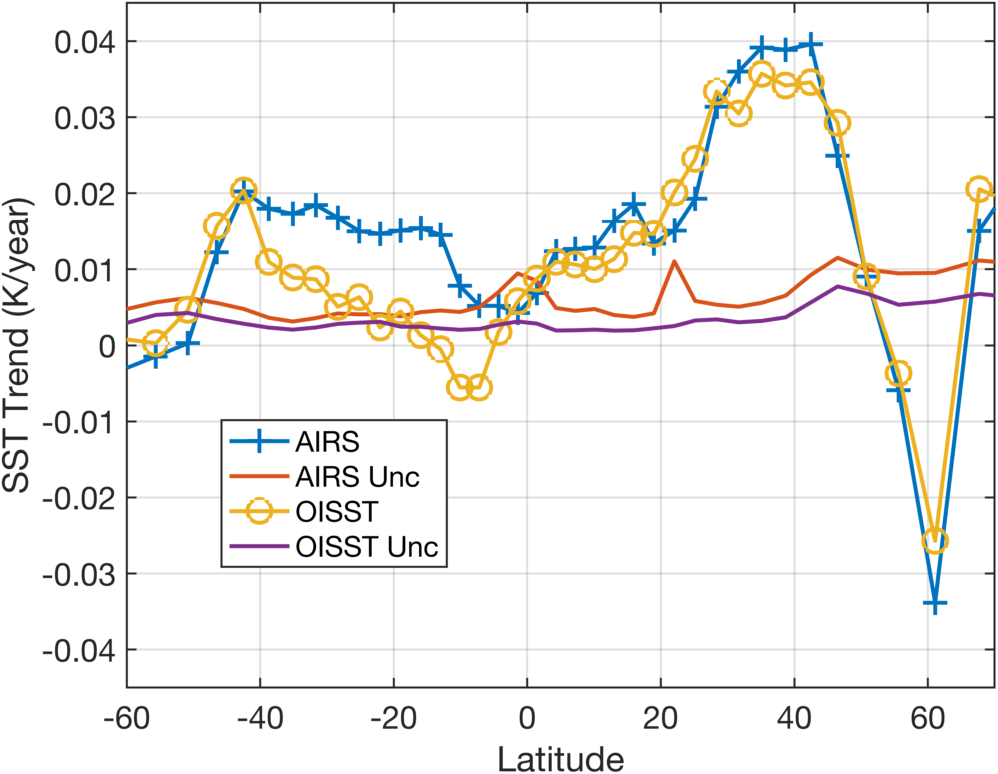 SST Trend (K/year)
0.04
0.03
0.02
0.01
0
-0.01
-0.02
-0.03
-0.04
AIRS
AIRS Unc
OISST
OISST Unc
-60 -40 -20 0 20 40 60
Latitude